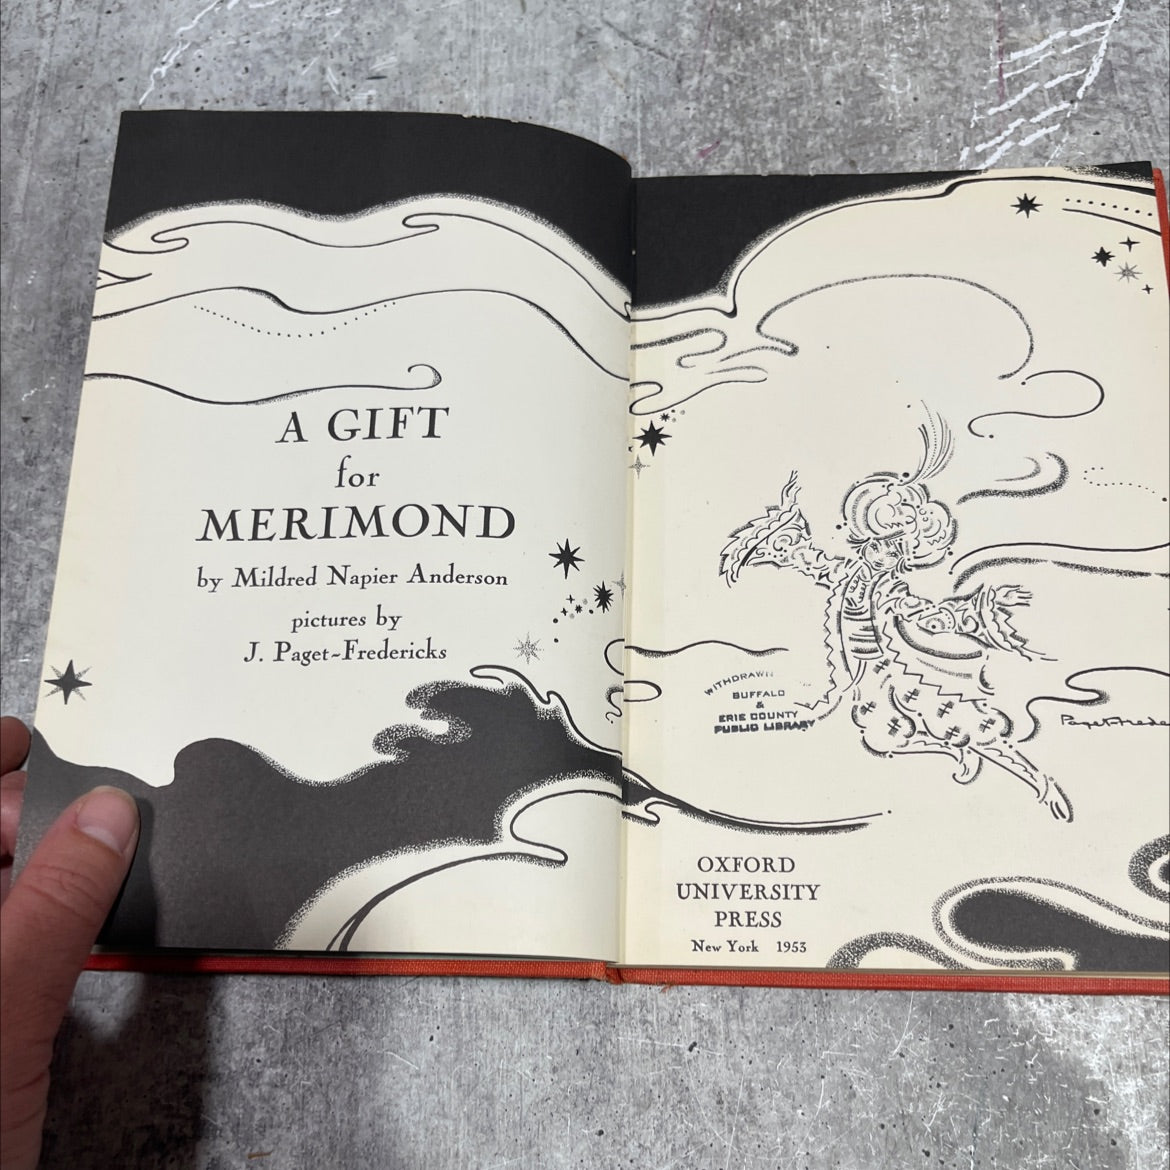 A GIFT
for
MERIMOND
by Mildred Napier Anderson
pictures by
J. Paget-Fredericks
WITHDRAWN
BUFFALO
&
ERIE COUNTY
PUBLIC LIBRARY
OXFORD
UNIVERSITY
PRESS
New York 1953